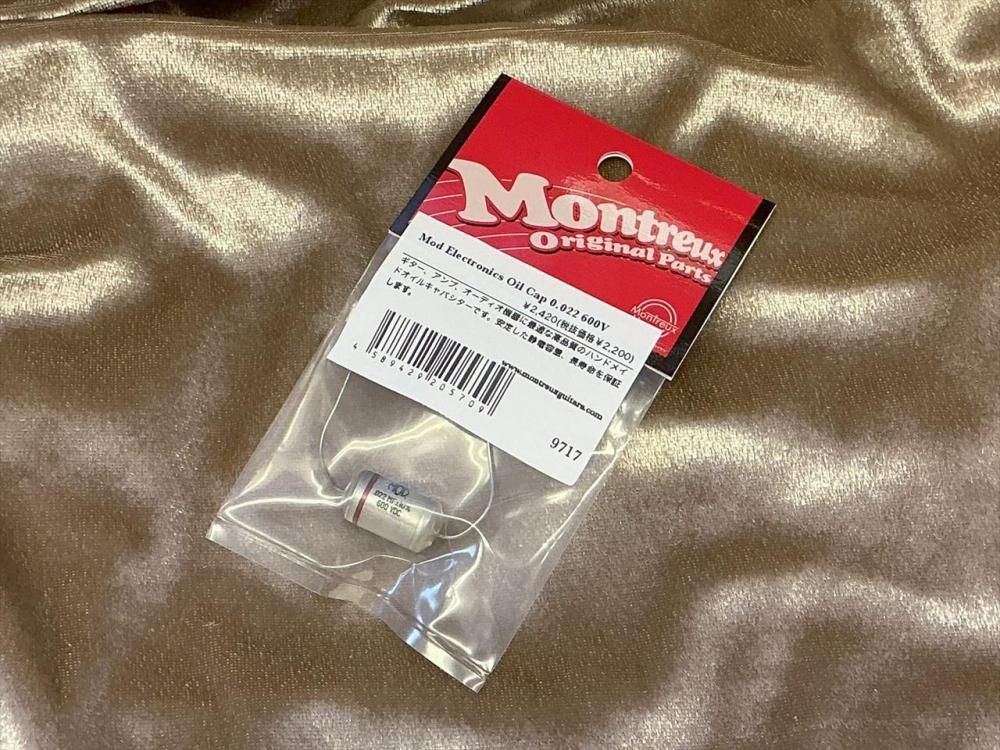 Montreux
Original Parts
Montreux
Mod Electronics Oil Cap 0.022 600V
¥2,420(税抜価格¥2,200)
ギター、アンプ、オーディオ機器に最適な高品質のハンドメイ
ドオイルキャパシターです。安定した静電容量、長寿命を保証
します。
www.montreuxguitars.com
4589429205709
9717
MOD
.022 MF ±10%
600 VDC